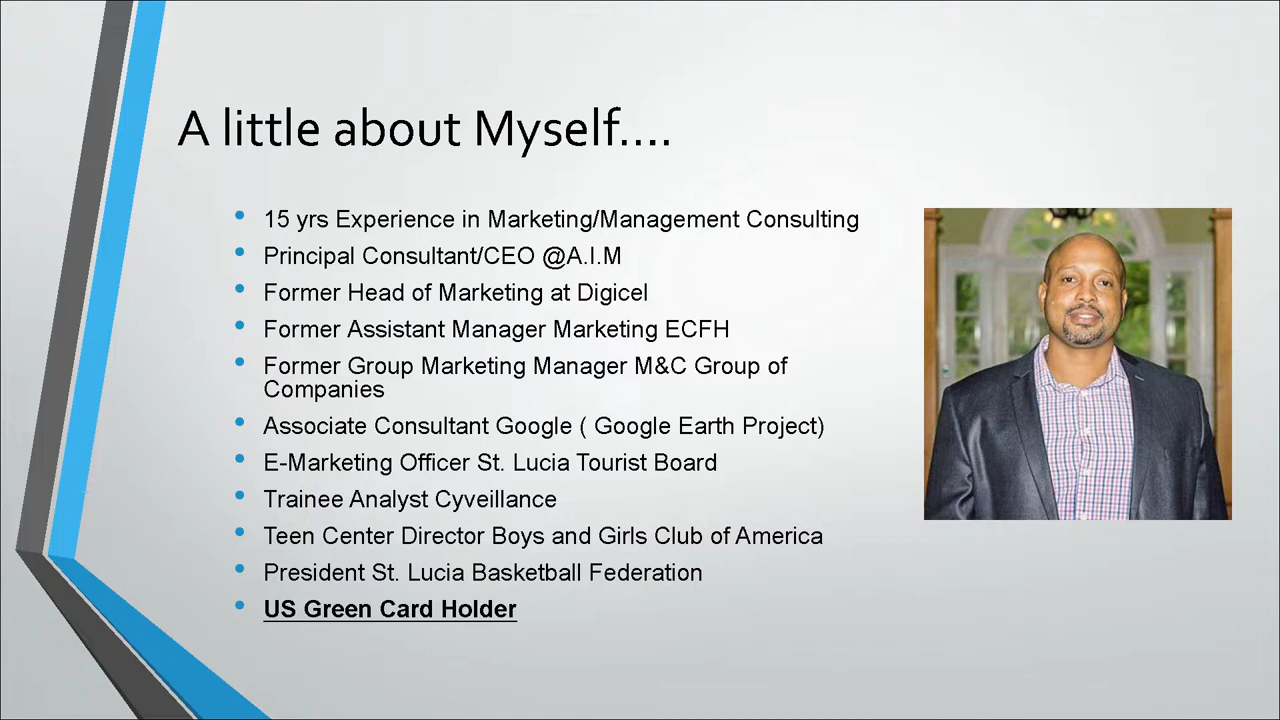 A little about Myself....
15 yrs Experience in Marketing/Management Consulting
Principal Consultant/CEO @A.I.M
Former Head of Marketing at Digicel
Former Assistant Manager Marketing ECFH
Former Group Marketing Manager M&C Group of
Companies
Associate Consultant Google ( Google Earth Project)
E-Marketing Officer St. Lucia Tourist Board
Trainee Analyst Cyveillance
Teen Center Director Boys and Girls Club of America
President St. Lucia Basketball Federation
US Green Card Holder